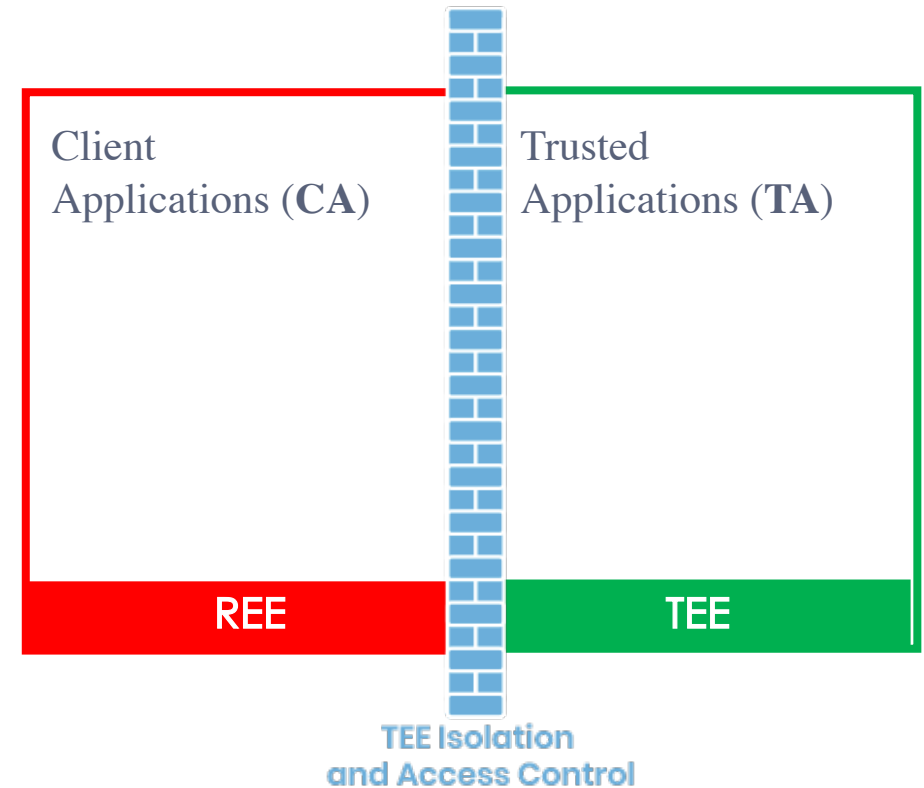 Client
Applications (CA)
Trusted
Applications (TA)
REE
TEE
TEE Isolation
and Access Control